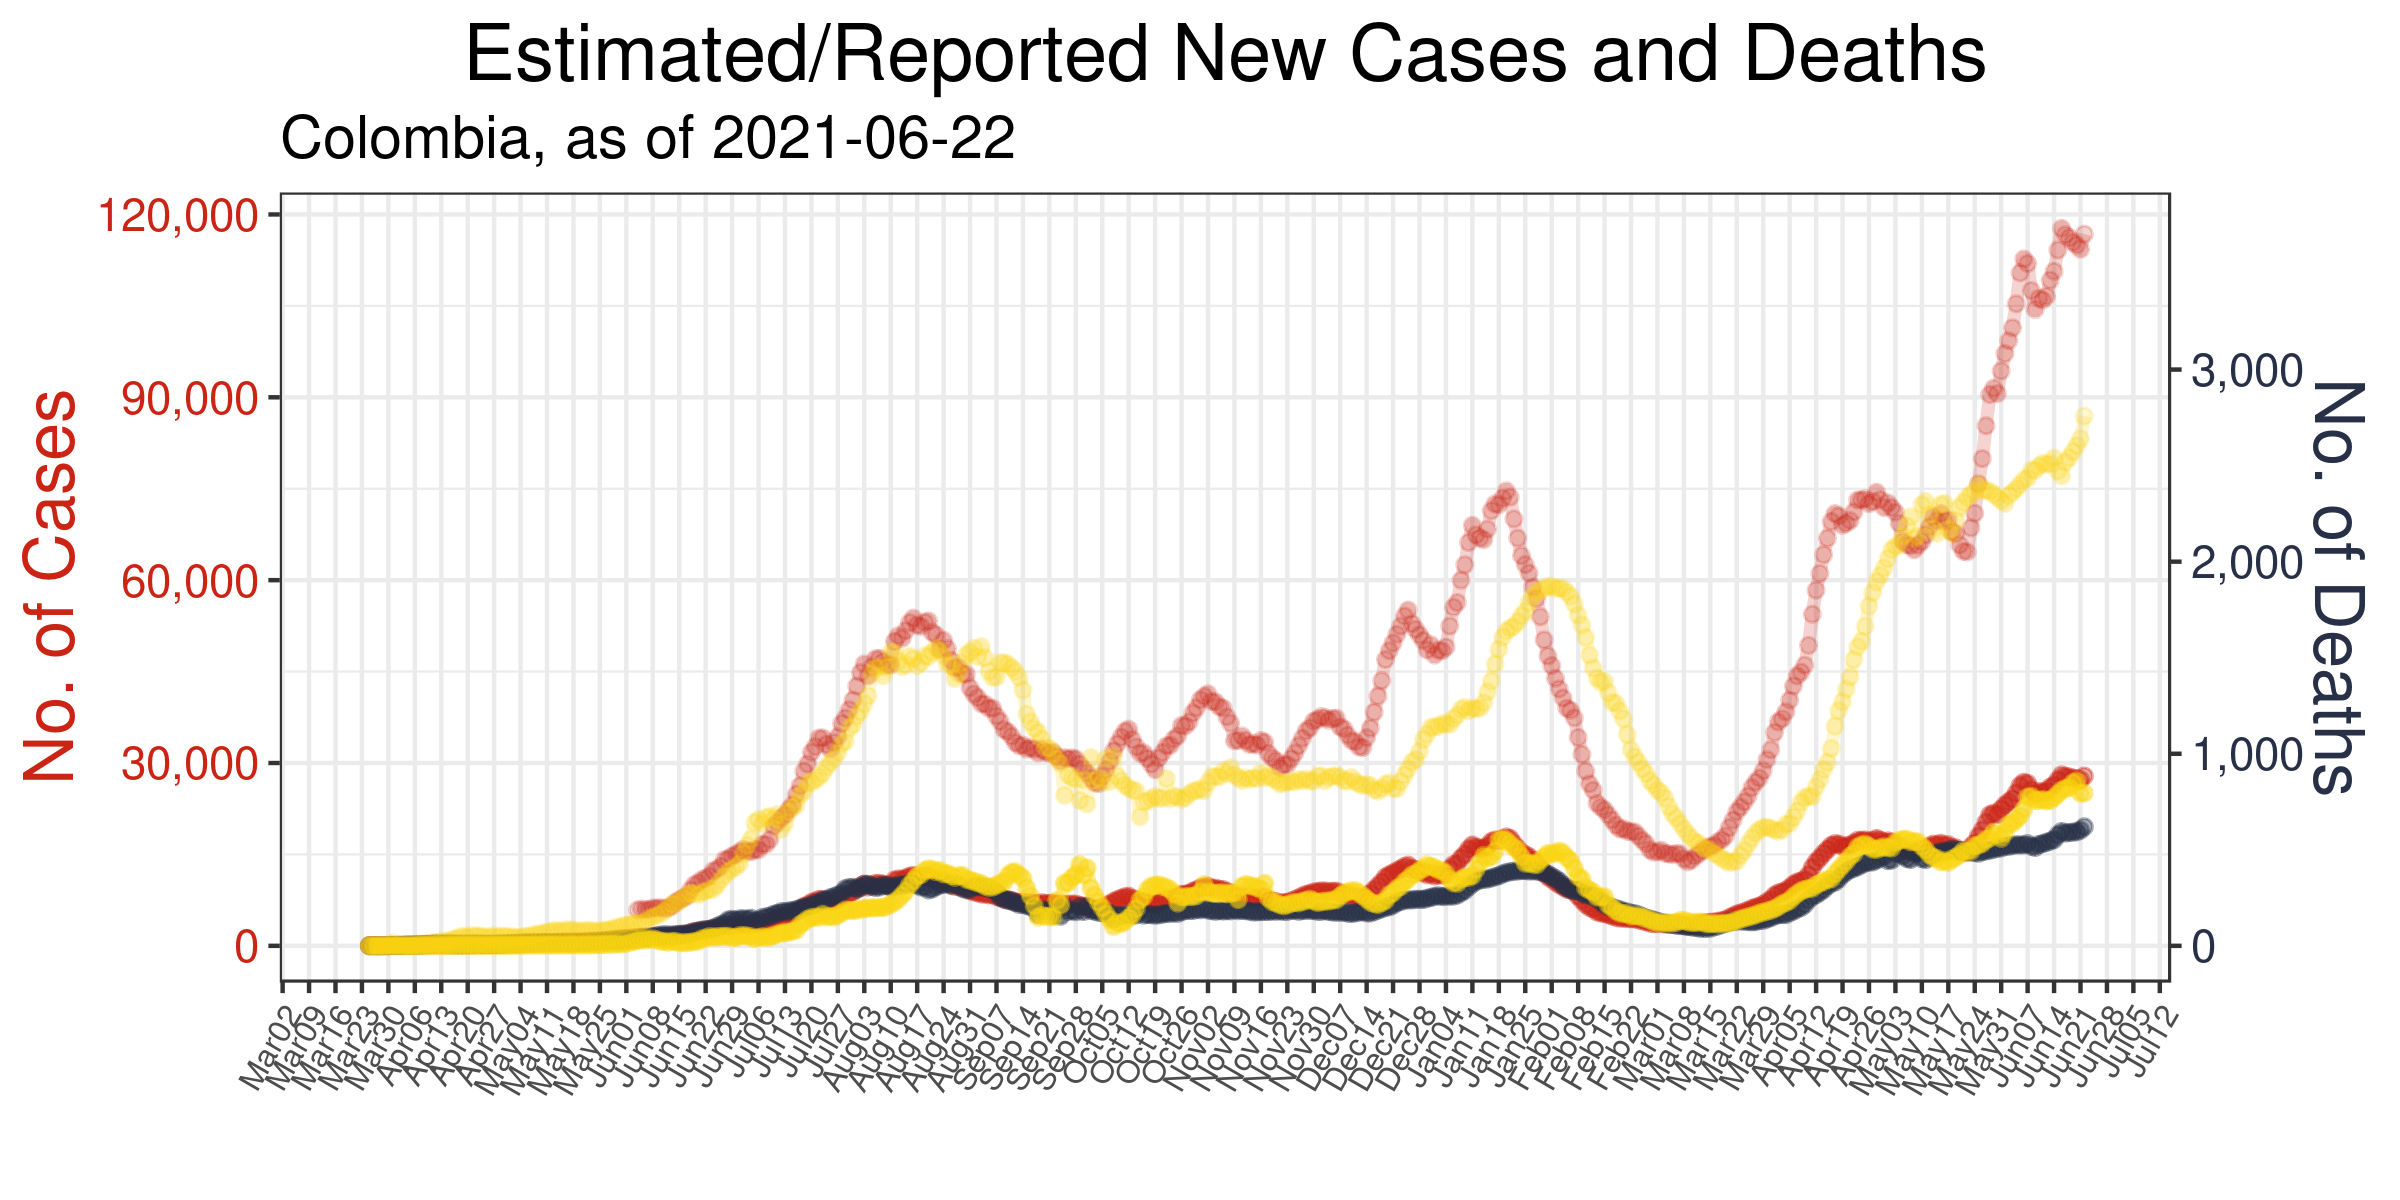 Estimated/Reported New Cases and Deaths
Colombia, as of 2021-06-22
No. of Cases
120,000
90,000
60,000
30,000
0
3,000
2,000
1,000
0
No. of Deaths
Mar02
Mar09
Mar16
Mar23
Mar30
Apr06
Apr13
Apr20
Apr27
May04
May11
May18
May25
Jun01
Jun08
Jun15
Jun22
Jun29
Jul06
Jul13
Jul20
Jul27
Aug03
Aug10
Aug17
Aug24
Aug31
Sep07
Sep14
Sep21
Sep28
Oct05
Oct12
Oct19
Oct26
Nov02
Nov09
Nov16
Nov23
Nov30
Dec07
Dec14
Dec21
Dec28
Jan04
Jan11
Jan18
Jan25
Feb01
Feb08
Feb15
Feb22
Mar01
Mar08
Mar15
Mar22
Mar29
Apr05
Apr12
Apr19
Apr26
May03
May10
May17
May24
May31
Jun07
Jun14
Jun21
Jun28
Jul05
Jul12